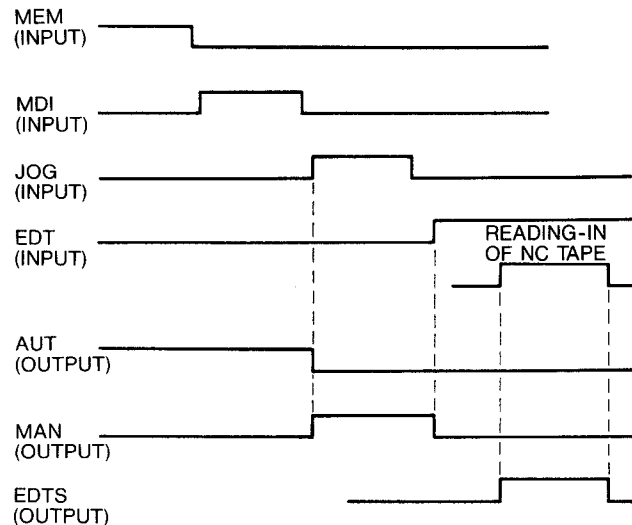 MEM
(INPUT)
MDI
(INPUT)
JOG
(INPUT)
EDT
(INPUT)
READING-IN
OF NC TAPE
AUT
(OUTPUT)
MAN
(OUTPUT)
EDTS
(OUTPUT)